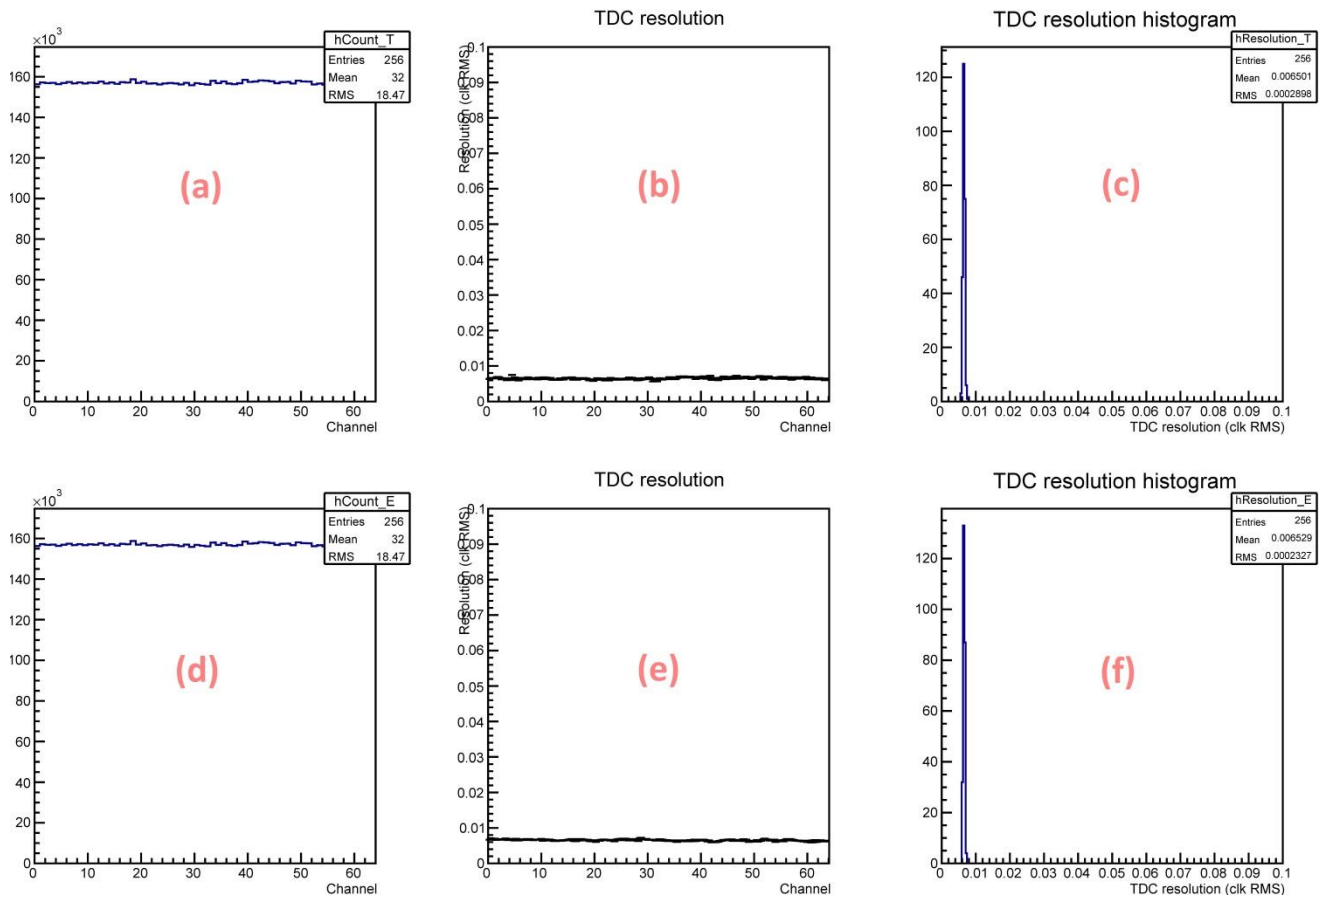 ×10³
hCount_T
Entries 256
Mean 32
RMS 18.47
160
140
120
100
80
60
40
20
0
0 10 20 30 40 50 60
Channel
(a)
TDC resolution
Resolution (clk RMS)
0.1
0.09
0.08
0.07
0.06
0.05
0.04
0.03
0.02
0.01
0
0 10 20 30 40 50 60
Channel
(b)
TDC resolution histogram
hResolution_T
Entries 256
Mean 0.006501
RMS 0.0002898
120
100
80
60
40
20
0
0 0.01 0.02 0.03 0.04 0.05 0.06 0.07 0.08 0.09 0.1
TDC resolution (clk RMS)
(c)
×10³
hCount_E
Entries 256
Mean 32
RMS 18.47
160
140
120
100
80
60
40
20
0
0 10 20 30 40 50 60
Channel
(d)
TDC resolution
Resolution (clk RMS)
0.1
0.09
0.08
0.07
0.06
0.05
0.04
0.03
0.02
0.01
0
0 10 20 30 40 50 60
Channel
(e)
TDC resolution histogram
hResolution_E
Entries 256
Mean 0.006529
RMS 0.0002327
120
100
80
60
40
20
0
0 0.01 0.02 0.03 0.04 0.05 0.06 0.07 0.08 0.09 0.1
TDC resolution (clk RMS)
(f)